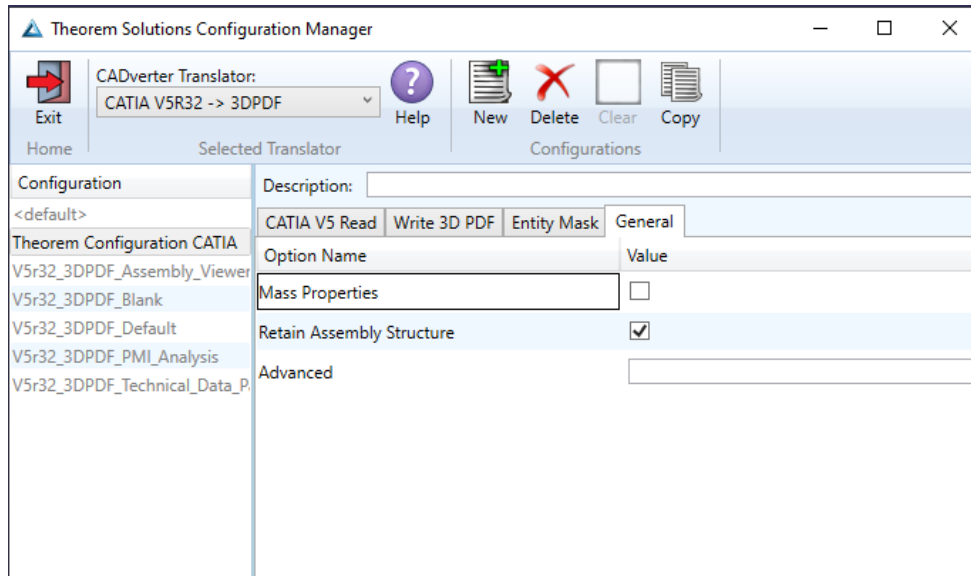 Theorem Solutions Configuration Manager
CADverter Translator:
CATIA V5R32 -> 3DPDF
Exit
Help
New
Delete
Clear
Copy
Home
Selected Translator
Configurations
Configuration
Description:
<default>
CATIA V5 Read
Write 3D PDF
Entity Mask
General
Theorem Configuration CATIA
Option Name
Value
V5r32_3DPDF_Assembly_Viewer
Mass Properties
V5r32_3DPDF_Blank
V5r32_3DPDF_Default
Retain Assembly Structure
V5r32_3DPDF_PMI_Analysis
Advanced
V5r32_3DPDF_Technical_Data_P